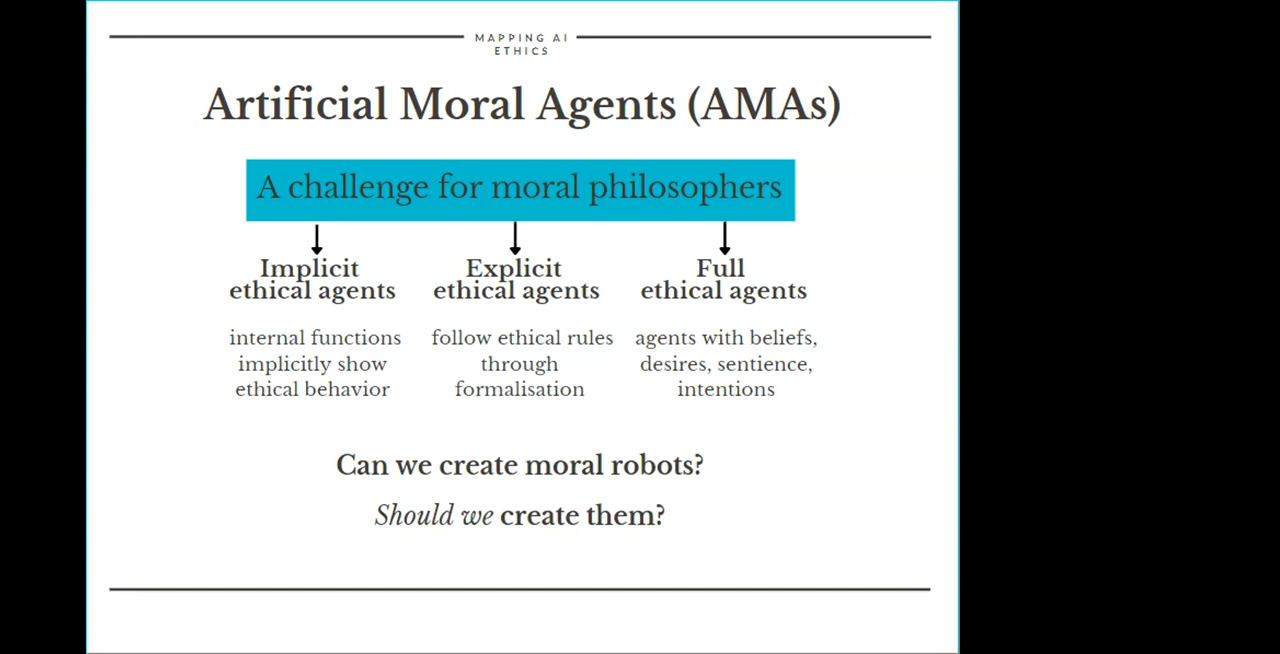 MAPPING AI
ETHICS
Artificial Moral Agents (AMAs)
A challenge for moral philosophers
Implicit
ethical agents
internal functions
implicitly show
ethical behavior
Explicit
ethical agents
follow ethical rules
through
formalisation
Full
ethical agents
agents with beliefs,
desires, sentience,
intentions
Can we create moral robots?
Should we create them?